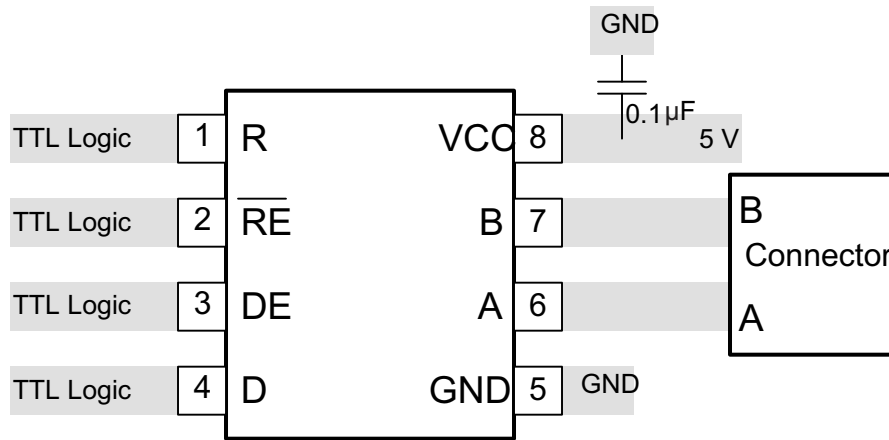 GND
0.1µF
TTL Logic 1 R VCC 8 5 V
TTL Logic 2 RE B 7 B
Connector
TTL Logic 3 DE A 6 A
TTL Logic 4 D GND 5 GND